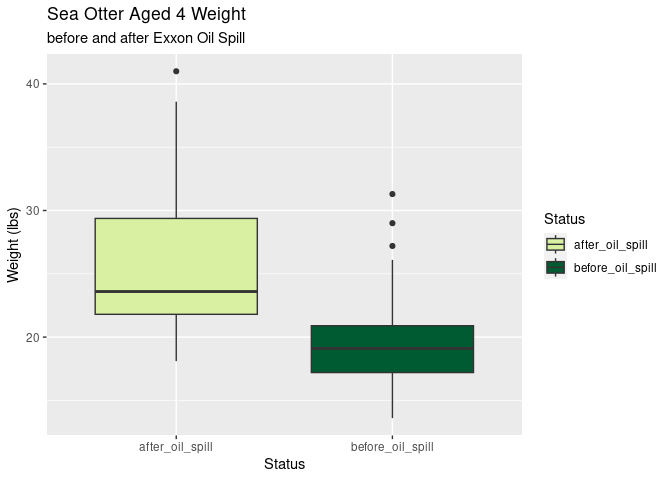 Sea Otter Aged 4 Weight
before and after Exxon Oil Spill
40
30
20
Weight (lbs)
after_oil_spill
before_oil_spill
Status
Status
after_oil_spill
before_oil_spill